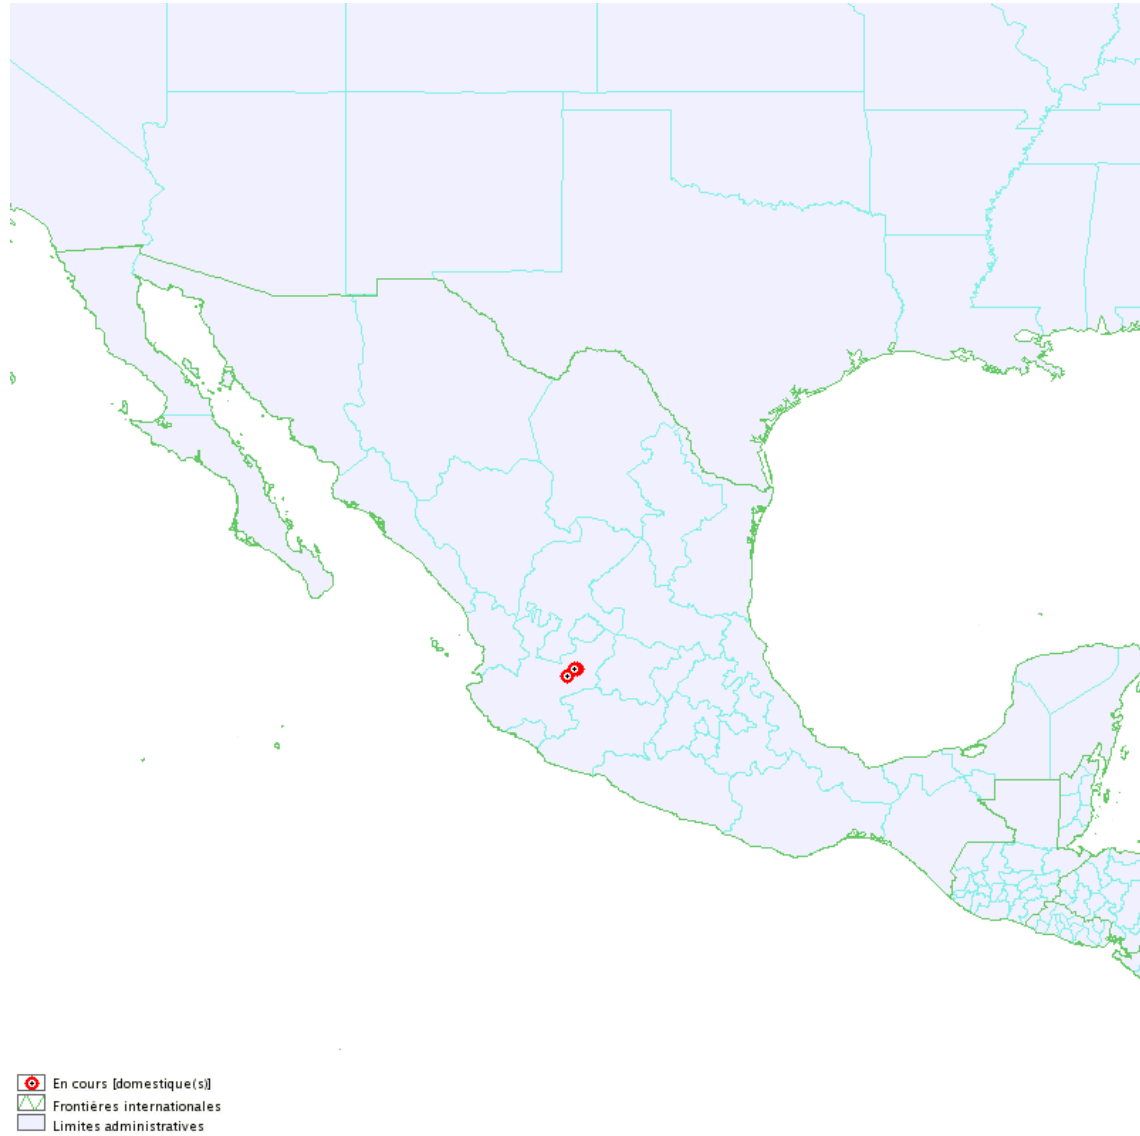 En cours [domestique(s)]
Frontières internationales
Limites administratives